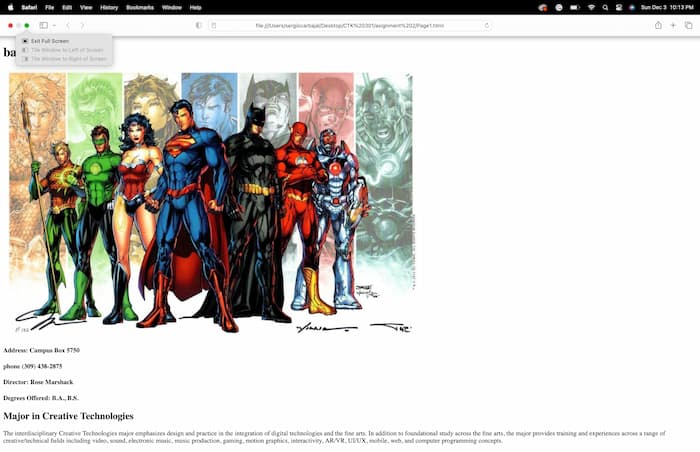 Safari File Edit View History Bookmarks Window Help
Sun Dec 3 10:13 PM
file:///Users/sergiocarbajal/Desktop/CTK%20301/asignment%202/Page1.html
Exit Full Screen
Tile Window to Left of Screen
Tile Window to Right of Screen
ba
Address: Campus Box 5750
phone (309) 438-2875
Director: Rose Marshack
Degrees Offered: B.A., B.S.
Major in Creative Technologies
The interdisciplinary Creative Technologies major emphasizes design and practice in the integration of digital technologies and the fine arts. In addition to foundational study across the fine arts, the major provides training and experiences across a range of
creative/technical fields including video, sound, electronic music, music production, gaming, motion graphics, interactivity, AR/VR, UI/UX, mobile, web, and computer programming concepts.